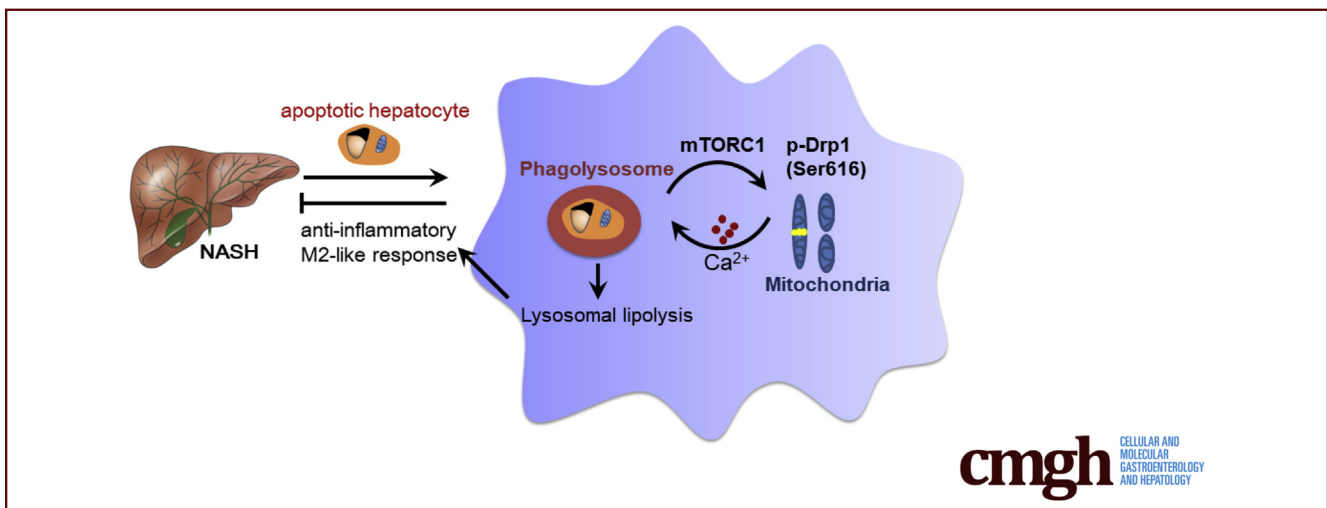 apoptotic hepatocyte
NASH
anti-inflammatory
M2-like response
Phagolysosome
mTORC1
p-Drp1
(Ser616)
Ca²⁺
Mitochondria
Lysosomal lipolysis
cmgh
CELLULAR AND
MOLECULAR
GASTROENTEROLOGY
AND HEPATOLOGY